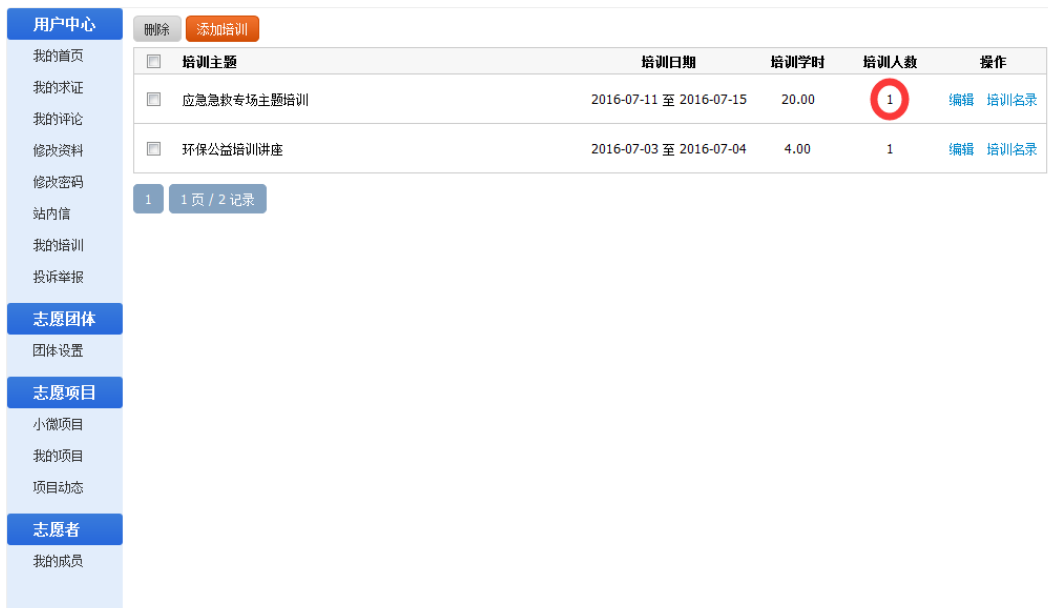 用户中心
我的首页
我的求证
我的评论
修改资料
修改密码
站内信
我的培训
投诉举报
志愿团体
团体设置
志愿项目
小微项目
我的项目
项目动态
志愿者
我的成员
删除 添加培训
培训主题 培训日期 培训学时 培训人数 操作
应急急救专场主题培训 2016-07-11 至 2016-07-15 20.00 1 编辑 培训名录
环保公益培训讲座 2016-07-03 至 2016-07-04 4.00 1 编辑 培训名录
1 1 页 / 2 记录